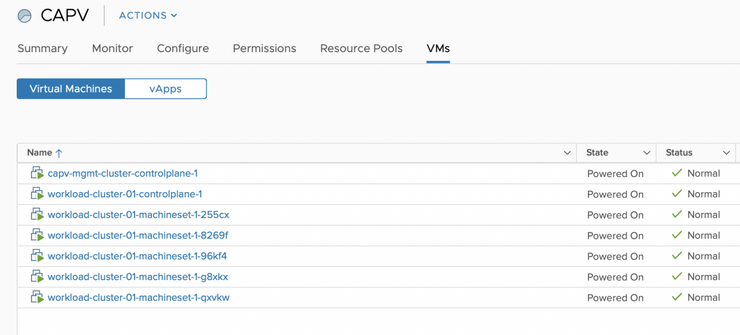 CAPV ACTIONS
Summary Monitor Configure Permissions Resource Pools VMs
Virtual Machines vApps
Name State Status
capv-mgmt-cluster-controlplane-1 Powered On Normal
workload-cluster-01-controlplane-1 Powered On Normal
workload-cluster-01-machineset-1-255cx Powered On Normal
workload-cluster-01-machineset-1-8269f Powered On Normal
workload-cluster-01-machineset-1-96kf4 Powered On Normal
workload-cluster-01-machineset-1-g8xkx Powered On Normal
workload-cluster-01-machineset-1-qxvkw Powered On Normal